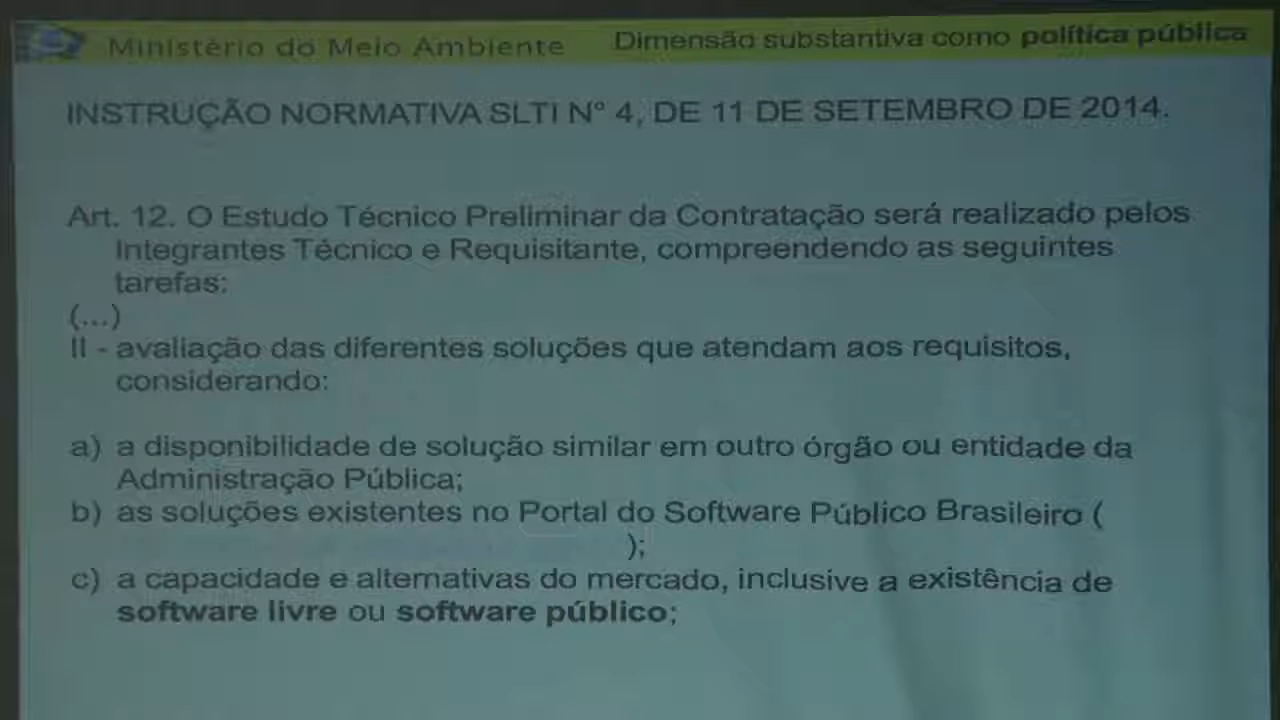 Ministério do Meio Ambiente
Dimensão substantiva como política pública
INSTRUÇÃO NORMATIVA SLTI Nº 4, DE 11 DE SETEMBRO DE 2014.
Art. 12. O Estudo Técnico Preliminar da Contratação será realizado pelos
Integrantes Técnico e Requisitante, compreendendo as seguintes
tarefas:
(...)
II - avaliação das diferentes soluções que atendam aos requisitos,
considerando:
a) a disponibilidade de solução similar em outro órgão ou entidade da
Administração Pública;
b) as soluções existentes no Portal do Software Público Brasileiro (
);
c) a capacidade e alternativas do mercado, inclusive a existência de
software livre ou software público;